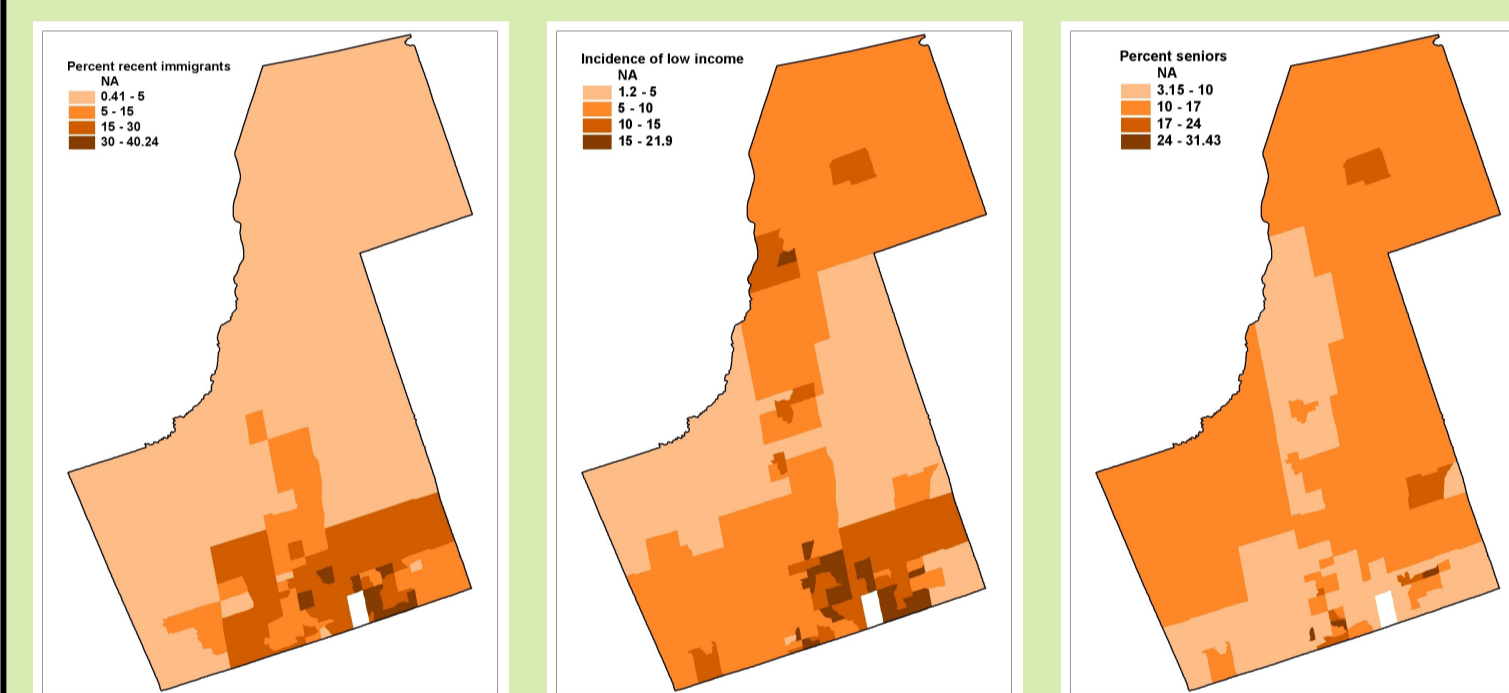 Percent recent immigrants
NA
0.41 - 5
5 - 15
15 - 30
30 - 40.24
Incidence of low income
NA
1.2 - 5
5 - 10
10 - 15
15 - 21.9
Percent seniors
NA
3.15 - 10
10 - 17
17 - 24
24 - 31.43